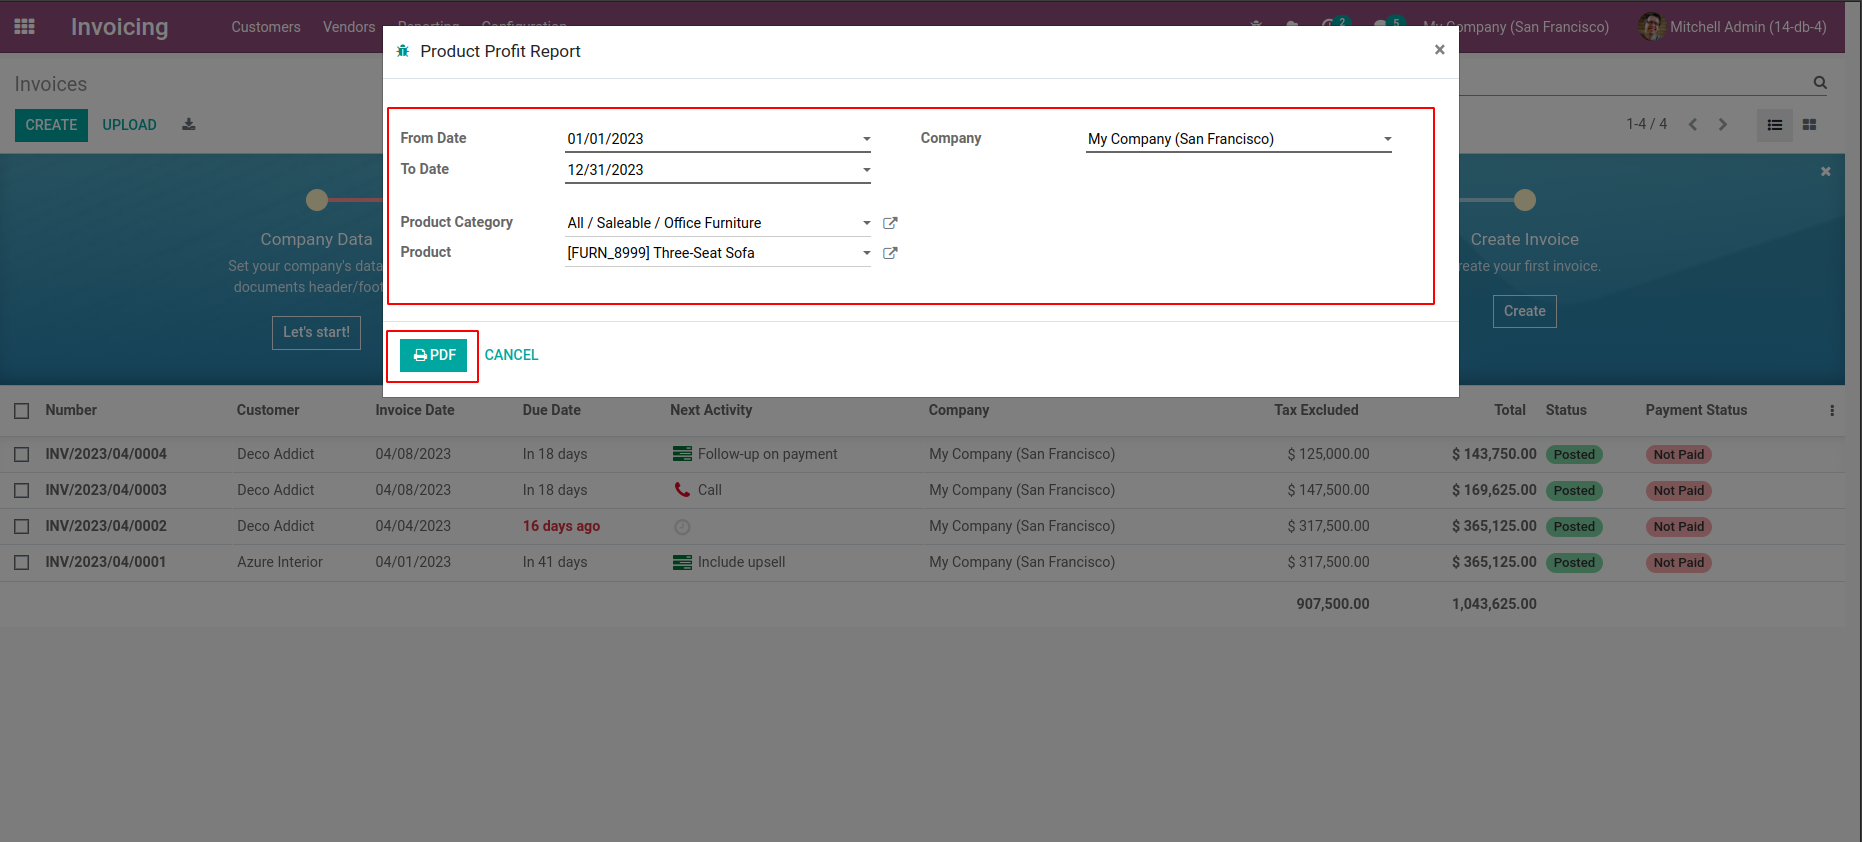 Invoicing Customers Vendors Reporting Configuration 2 5 My Company (San Francisco) Mitchell Admin (14-db-4)
Product Profit Report ×
Invoices
CREATE UPLOAD 1-4 / 4
From Date 01/01/2023 Company My Company (San Francisco)
To Date 12/31/2023
Product Category All / Saleable / Office Furniture
Product [FURN_8999] Three-Seat Sofa
PDF CANCEL
Company Data
Set your company's data
documents header/foot
Let's start!
Create Invoice
reate your first invoice.
Create
Number Customer Invoice Date Due Date Next Activity Company Tax Excluded Total Status Payment Status
INV/2023/04/0004 Deco Addict 04/08/2023 In 18 days Follow-up on payment My Company (San Francisco) $ 125,000.00 $ 143,750.00 Posted Not Paid
INV/2023/04/0003 Deco Addict 04/08/2023 In 18 days Call My Company (San Francisco) $ 147,500.00 $ 169,625.00 Posted Not Paid
INV/2023/04/0002 Deco Addict 04/04/2023 16 days ago My Company (San Francisco) $ 317,500.00 $ 365,125.00 Posted Not Paid
INV/2023/04/0001 Azure Interior 04/01/2023 In 41 days Include upsell My Company (San Francisco) $ 317,500.00 $ 365,125.00 Posted Not Paid
907,500.00 1,043,625.00